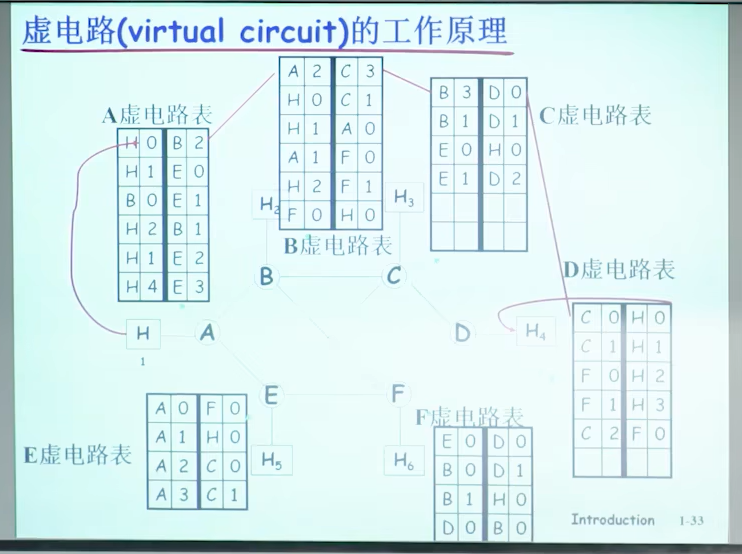 虚电路(virtual circuit)的工作原理
A虚电路表
H 0 B 2
H 1 E 0
B 0 E 1
H 2 B 1
H 1 E 2
H 4 E 3
A 2 C 3
H 0 C 1
H 1 A 0
A 1 F 0
H 2 F 1
F 0 H 0
B虚电路表
B 3 D 0
B 1 D 1
E 0 H 0
E 1 D 2
C虚电路表
H2
H3
B
C
D虚电路表
C 0 H 0
C 1 H 1
F 0 H 2
F 1 H 3
C 2 F 0
H
1
A
D
H4
E
F
E虚电路表
A 0 F 0
A 1 H 0
A 2 C 0
A 3 C 1
H5
H6
F虚电路表
E 0 D 0
B 0 D 1
B 1 H 0
D 0 B 0
Introduction 1-33